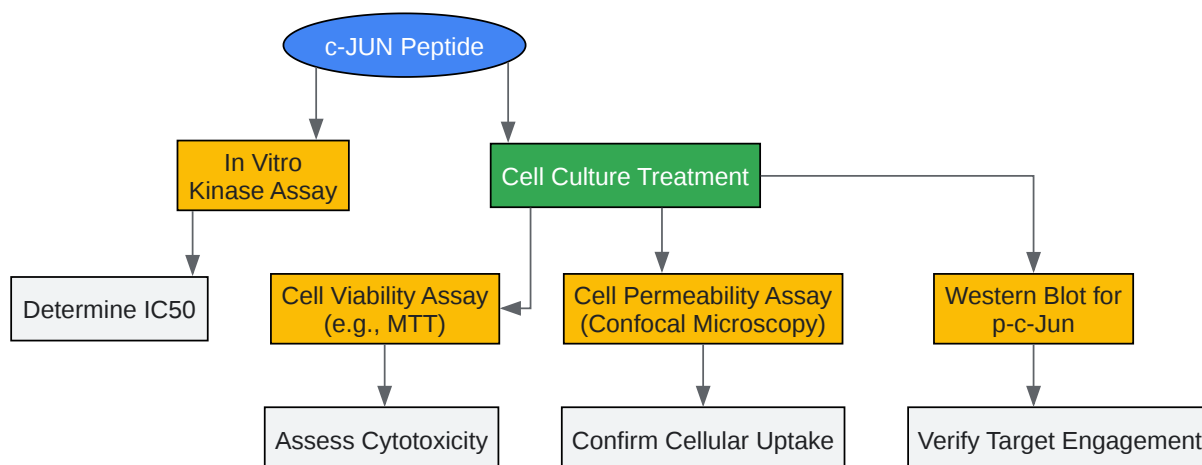 c-JUN Peptide
In Vitro
Kinase Assay
Cell Culture Treatment
Determine IC50
Cell Viability Assay
(e.g., MTT)
Cell Permeability Assay
(Confocal Microscopy)
Western Blot for
p-c-Jun
Assess Cytotoxicity
Confirm Cellular Uptake
Verify Target Engagement